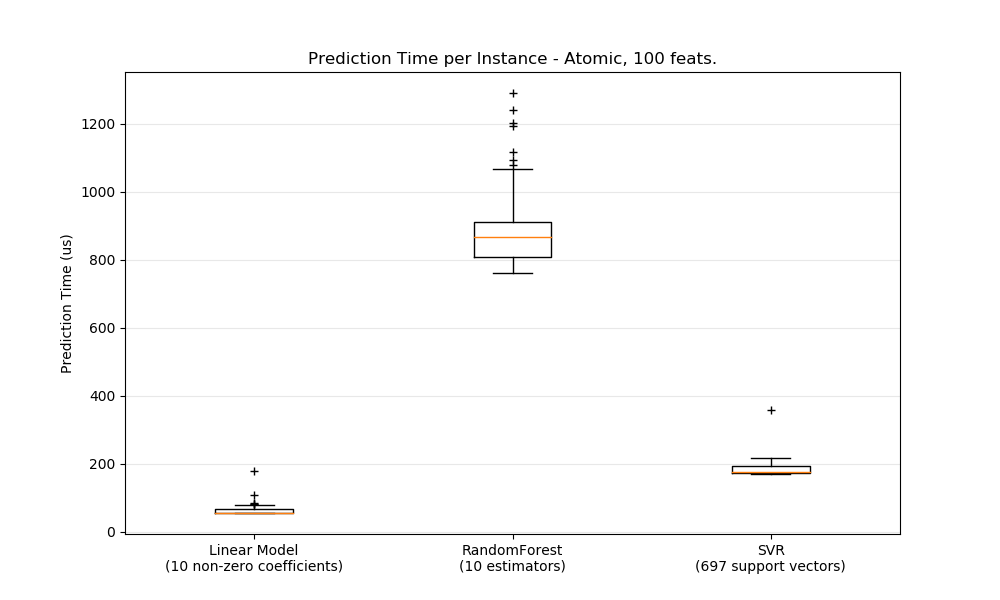 Prediction Time per Instance - Atomic, 100 feats.
Prediction Time (us)
1200
1000
800
600
400
200
0
Linear Model
(10 non-zero coefficients)
RandomForest
(10 estimators)
SVR
(697 support vectors)